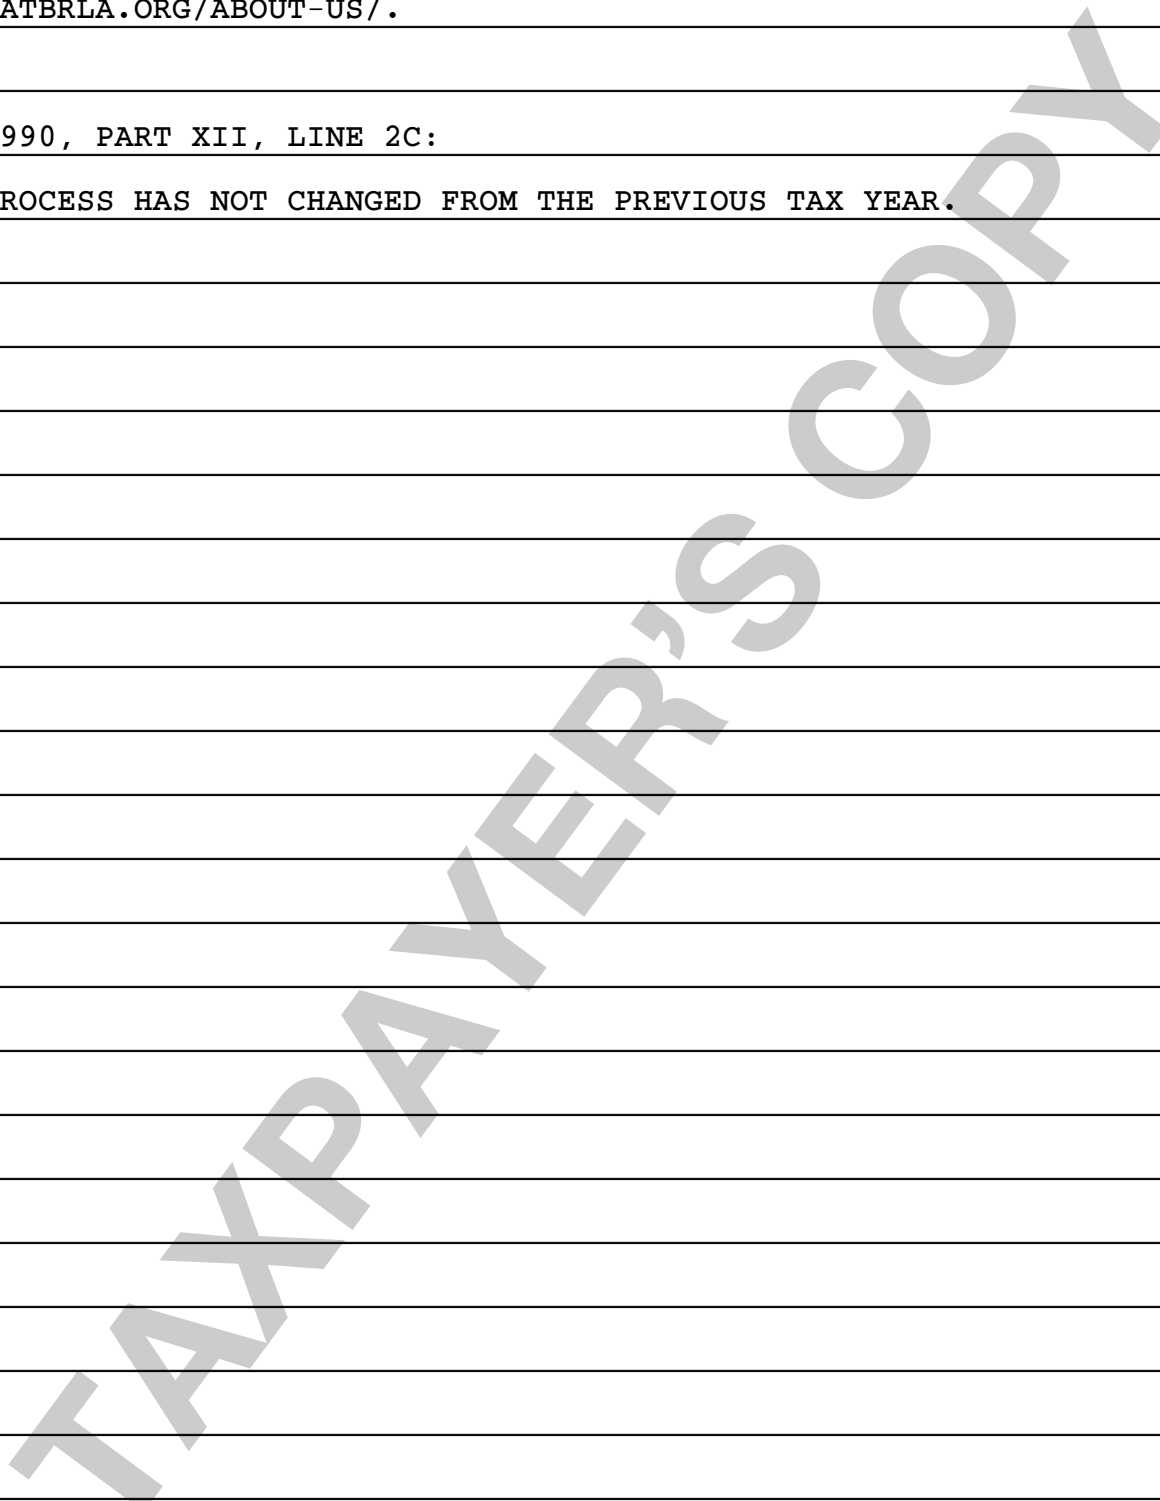 ATBRLA.ORG/ABOUT-US/.
990, PART XII, LINE 2C:
ROCESS HAS NOT CHANGED FROM THE PREVIOUS TAX YEAR.
TAXPAYER'S COPY